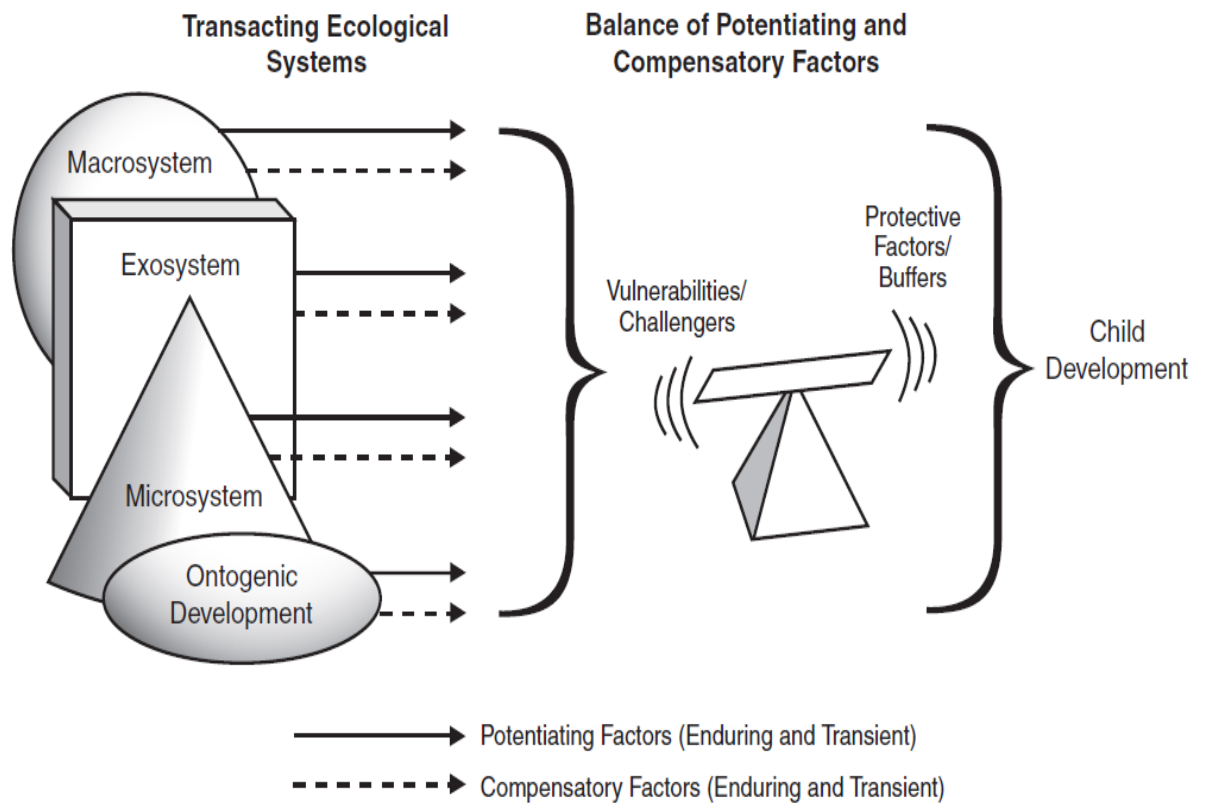 Transacting Ecological
Systems
Balance of Potentiating and
Compensatory Factors
Macrosystem
Exosystem
Microsystem
Ontogenic
Development
Vulnerabilities/
Challengers
Protective
Factors/
Buffers
Child
Development
Potentiating Factors (Enduring and Transient)
Compensatory Factors (Enduring and Transient)